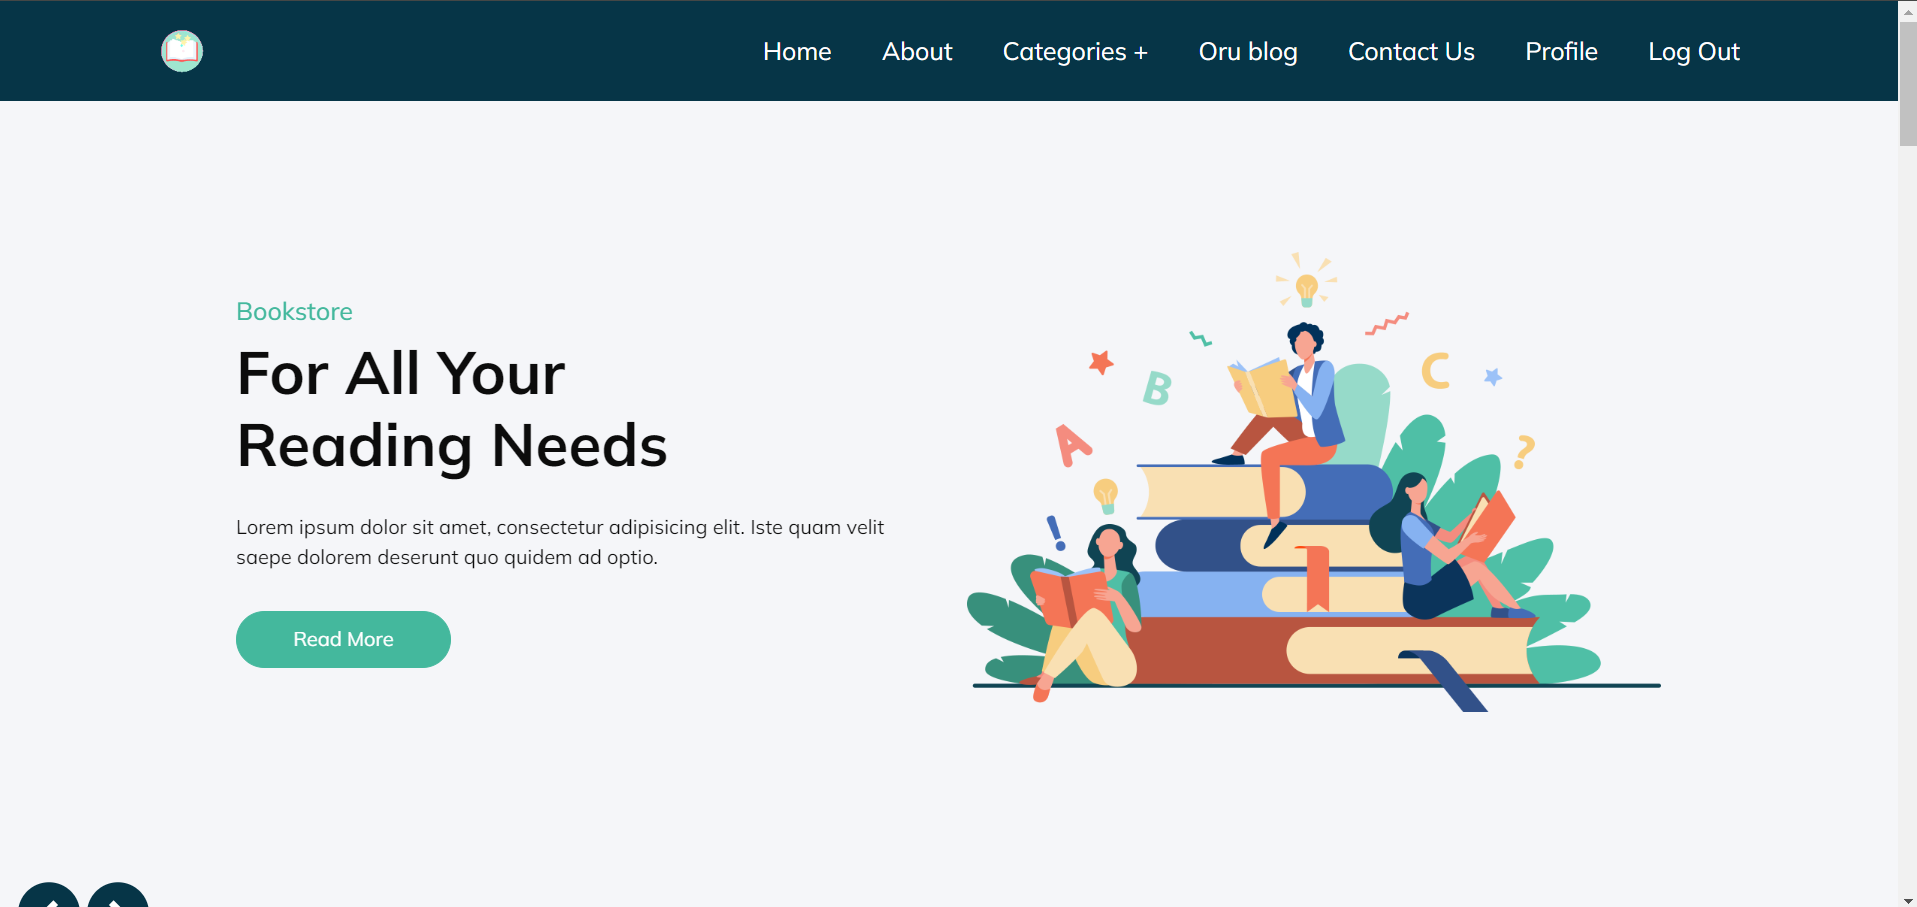 Home About Categories + Oru blog Contact Us Profile Log Out
Bookstore
For All Your
Reading Needs
Lorem ipsum dolor sit amet, consectetur adipisicing elit. Iste quam velit
saepe dolorem deserunt quo quidem ad optio.
Read More
A
B
C
?
!